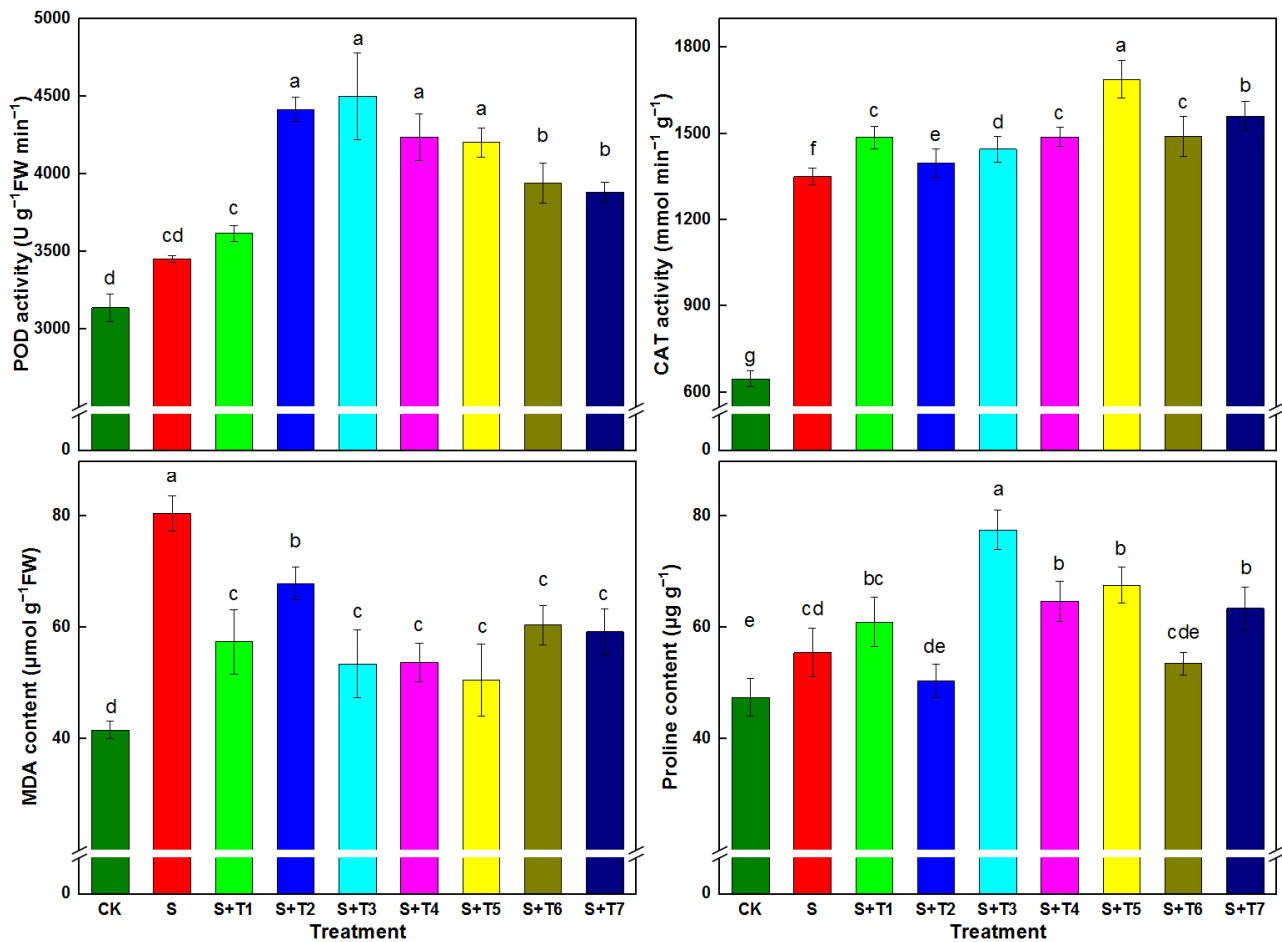 POD activity (U g⁻¹FW min⁻¹)
5000
4500
4000
3500
3000
0
d
cd
c
a
a
a
a
b
b
CAT activity (mmol min⁻¹ g⁻¹)
1800
1500
1200
900
600
0
g
f
c
e
d
c
a
c
b
MDA content (μmol g⁻¹FW)
80
60
40
0
d
a
c
b
c
c
c
c
c
CK S S+T1 S+T2 S+T3 S+T4 S+T5 S+T6 S+T7
Treatment
Proline content (μg g⁻¹)
80
60
40
0
e
cd
bc
de
a
b
b
cde
b
CK S S+T1 S+T2 S+T3 S+T4 S+T5 S+T6 S+T7
Treatment